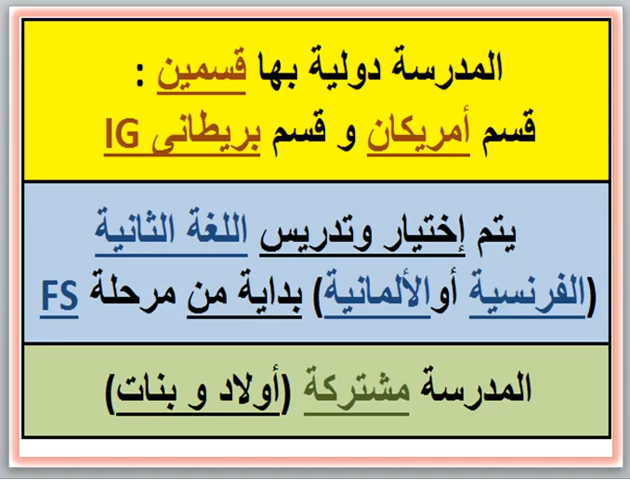 المدرسة دولية بها قسمين :
قسم أمريكان و قسم بريطانى IG
يتم إختيار وتدريس اللغة الثانية
(الفرنسية أوالألمانية) بداية من مرحلة FS
المدرسة مشتركة (أولاد و بنات)